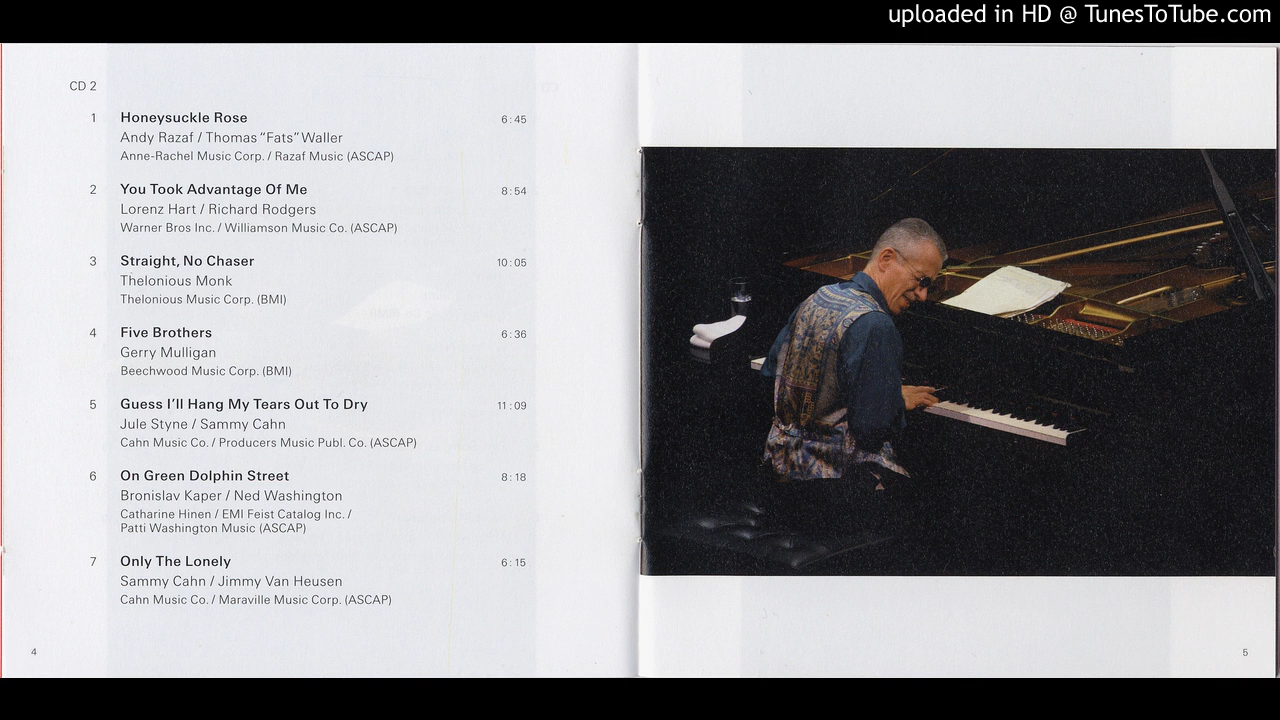 uploaded in HD @ TunesToTube.com
CD 2
1 Honeysuckle Rose 6:45
Andy Razaf / Thomas “Fats” Waller
Anne-Rachel Music Corp. / Razaf Music (ASCAP)
2 You Took Advantage Of Me 8:54
Lorenz Hart / Richard Rodgers
Warner Bros Inc. / Williamson Music Co. (ASCAP)
3 Straight, No Chaser 10:05
Thelonious Monk
Thelonious Music Corp. (BMI)
4 Five Brothers 6:36
Gerry Mulligan
Beechwood Music Corp. (BMI)
5 Guess I’ll Hang My Tears Out To Dry 11:09
Jule Styne / Sammy Cahn
Cahn Music Co. / Producers Music Publ. Co. (ASCAP)
6 On Green Dolphin Street 8:18
Bronislav Kaper / Ned Washington
Catharine Hinen / EMI Feist Catalog Inc. /
Patti Washington Music (ASCAP)
7 Only The Lonely 6:15
Sammy Cahn / Jimmy Van Heusen
Cahn Music Co. / Maraville Music Corp. (ASCAP)
4
5